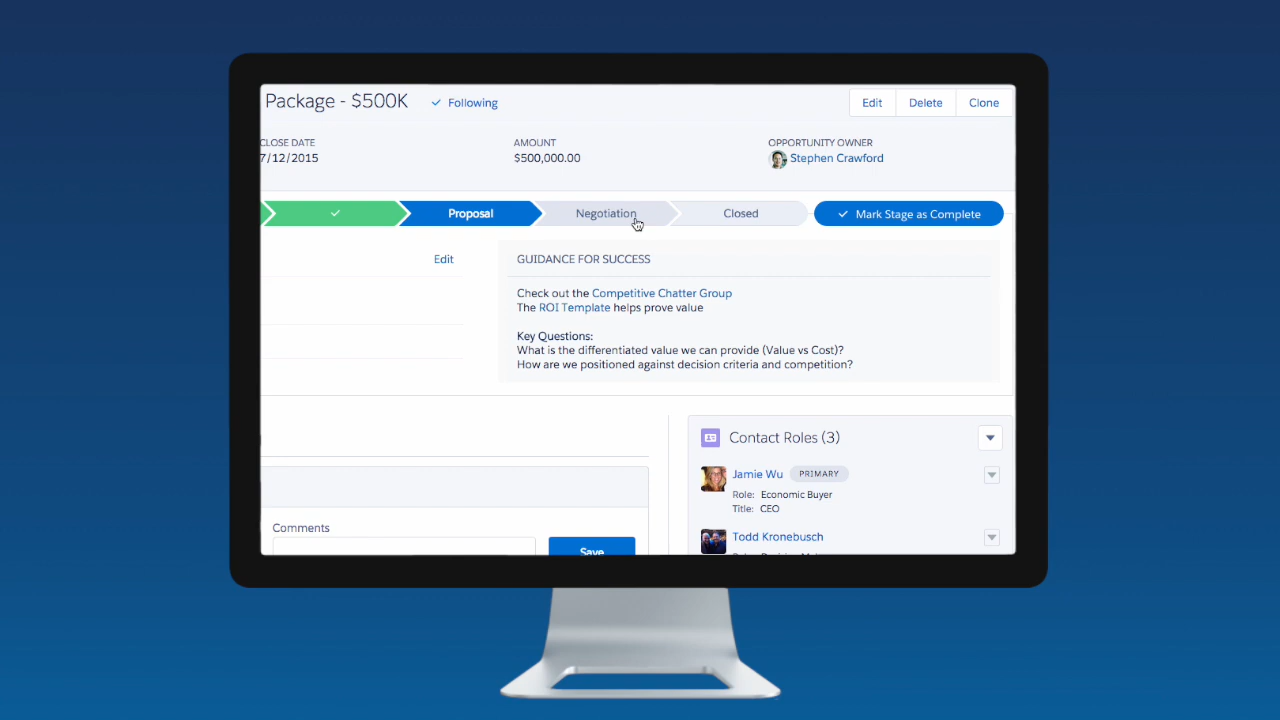 Package - $500K
Following
Edit
Delete
Clone
CLOSE DATE
7/12/2015
AMOUNT
$500,000.00
OPPORTUNITY OWNER
Stephen Crawford
Proposal
Negotiation
Closed
Mark Stage as Complete
Edit
GUIDANCE FOR SUCCESS
Check out the Competitive Chatter Group
The ROI Template helps prove value
Key Questions:
What is the differentiated value we can provide (Value vs Cost)?
How are we positioned against decision criteria and competition?
Contact Roles (3)
Jamie Wu PRIMARY
Role: Economic Buyer
Title: CEO
Todd Kronebusch
Comments
Save